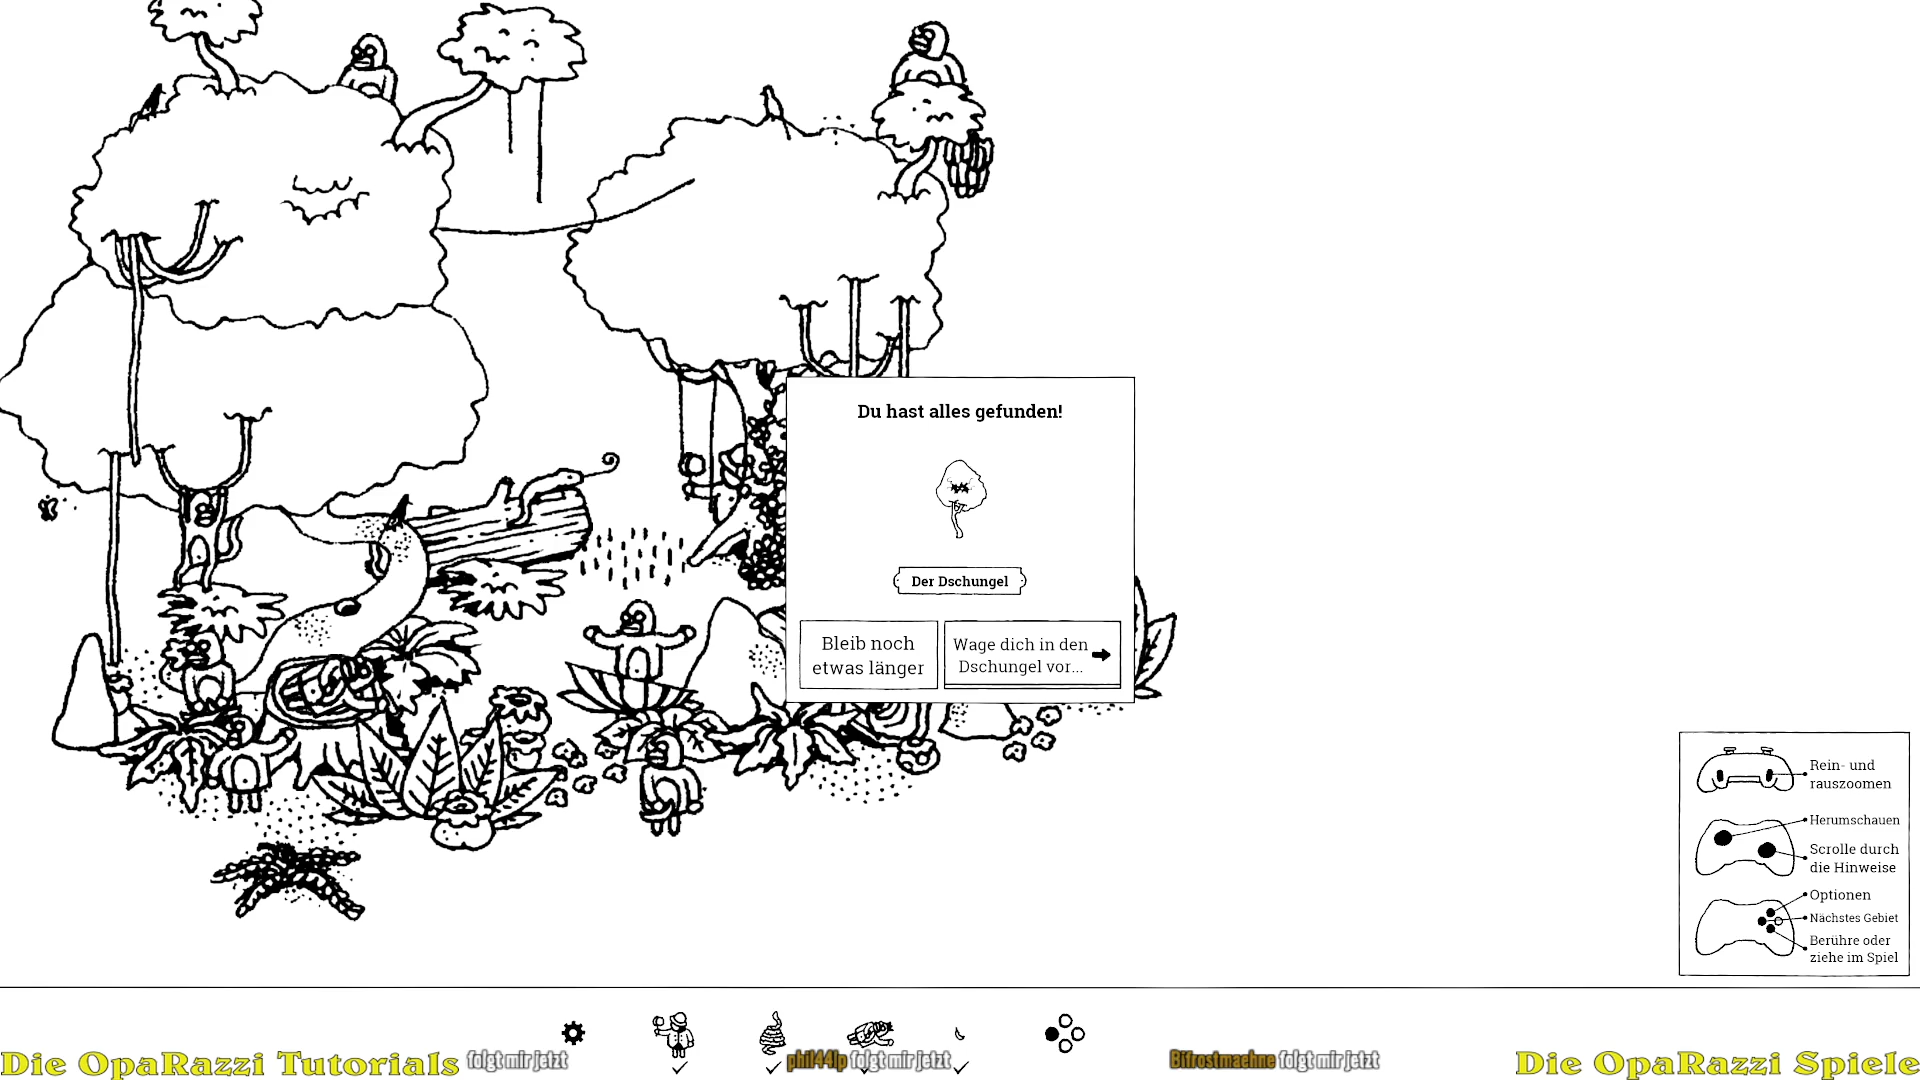 Du hast alles gefunden!
Der Dschungel
Bleib noch
etwas länger
Wage dich in den
Dschungel vor...
Rein- und
rauszoomen
Herumschauen
Scrolle durch
die Hinweise
Optionen
Nächstes Gebiet
Berühre oder
ziehe im Spiel
Die OpaRazzi Tutorials folgt mir jetzt phil44lp folgt mir jetzt Bifrostmaehne folgt mir jetzt Die OpaRazzi Spiele